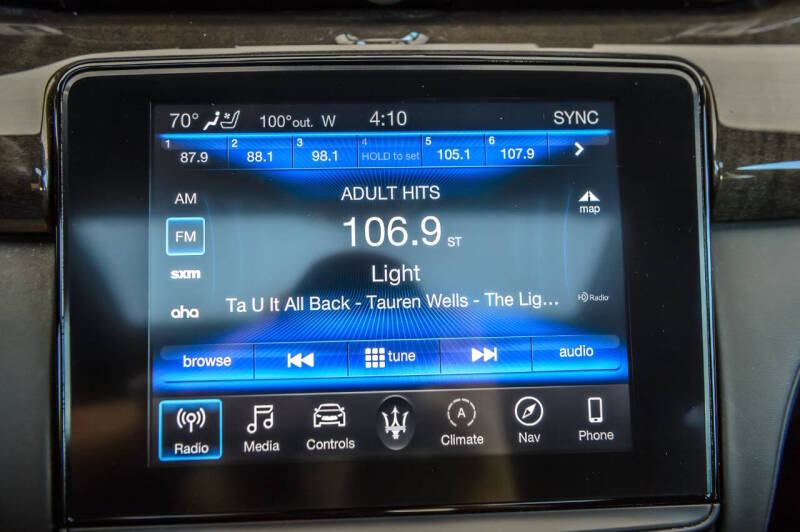 70° 100°out. W 4:10 SYNC
1 87.9 2 88.1 3 98.1 4 HOLD to set 5 105.1 6 107.9
AM
ADULT HITS
map
FM
106.9 ST
sxm
Light
aha
Ta U It All Back - Tauren Wells - The Lig...
HD Radio
browse tune audio
Radio Media Controls A Climate Nav Phone